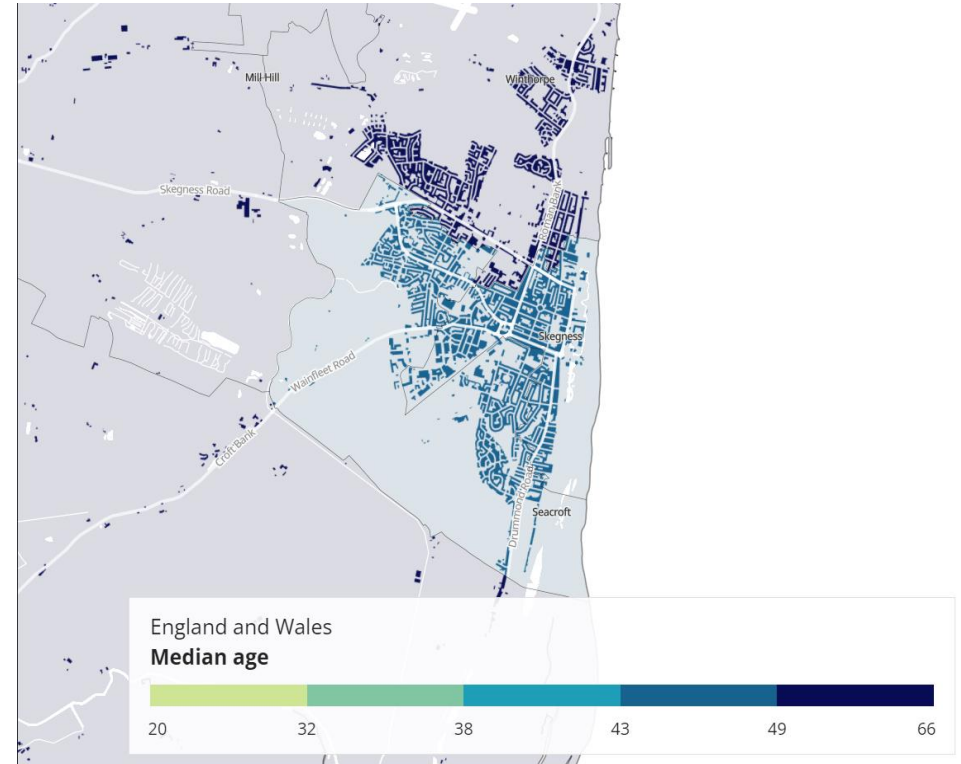 Mill Hill
Winthorpe
Skegness Road
Roman Bank
Skegness
Wainfleet Road
Croft Bank
Drummond Road
Seacroft
England and Wales
Median age
20 32 38 43 49 66